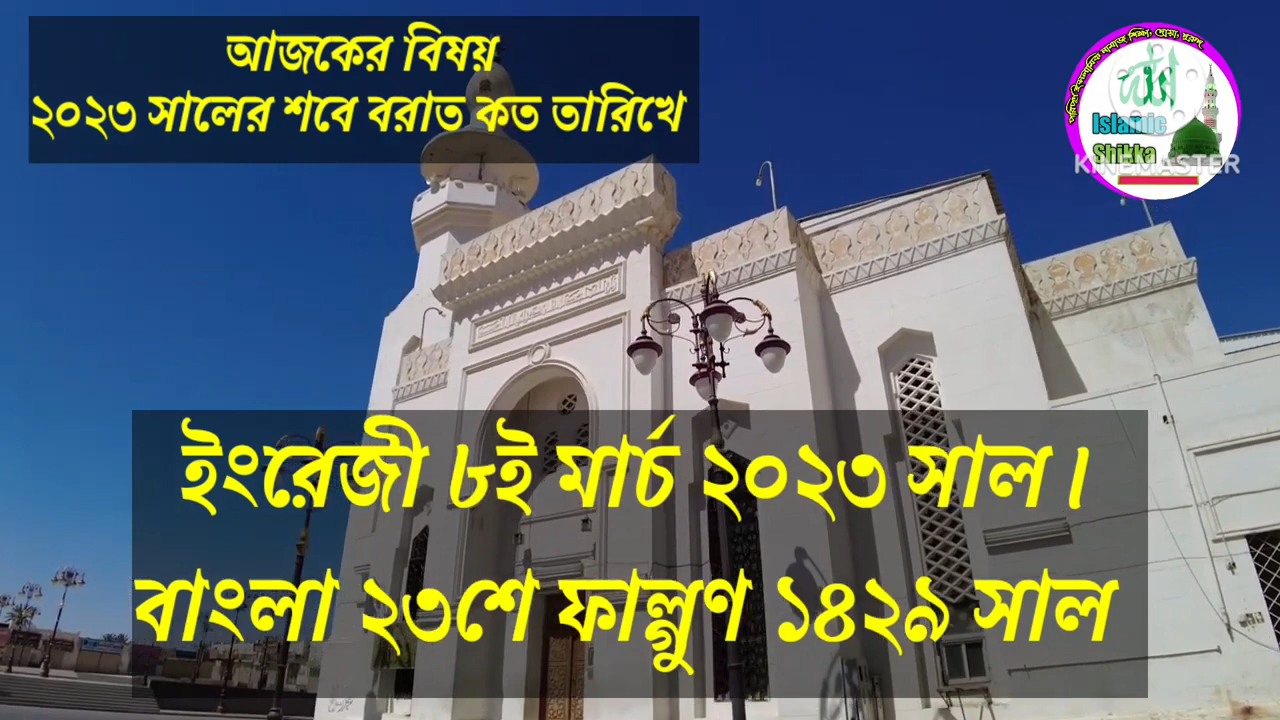 আজকের বিষয়
২০২৩ সালের শবে বরাত কত তারিখে
Islamic
Shikka
KINEMASTER
ইংরেজী ৮ই মার্চ ২০২৩ সাল।
বাংলা ২৩শে ফাল্গুণ ১৪২৯ সাল